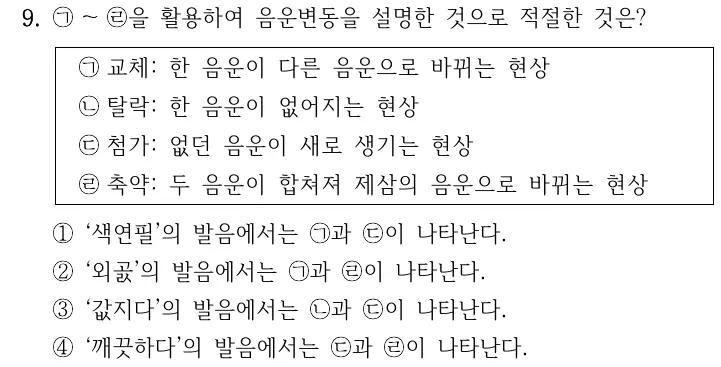 9. ㉠ ~ ㉣을 활용하여 음운변동을 설명한 것으로 적절한 것은?
㉠ 교체: 한 음운이 다른 음운으로 바뀌는 현상
㉡ 탈락: 한 음운이 없어지는 현상
㉢ 첨가: 없던 음운이 새로 생기는 현상
㉣ 축약: 두 음운이 합쳐져 제삼의 음운으로 바뀌는 현상
① ‘색연필’의 발음에서는 ㉠과 ㉢이 나타난다.
② ‘외곬’의 발음에서는 ㉠과 ㉣이 나타난다.
③ ‘값지다’의 발음에서는 ㉡과 ㉢이 나타난다.
④ ‘깨끗하다’의 발음에서는 ㉢과 ㉣이 나타난다.